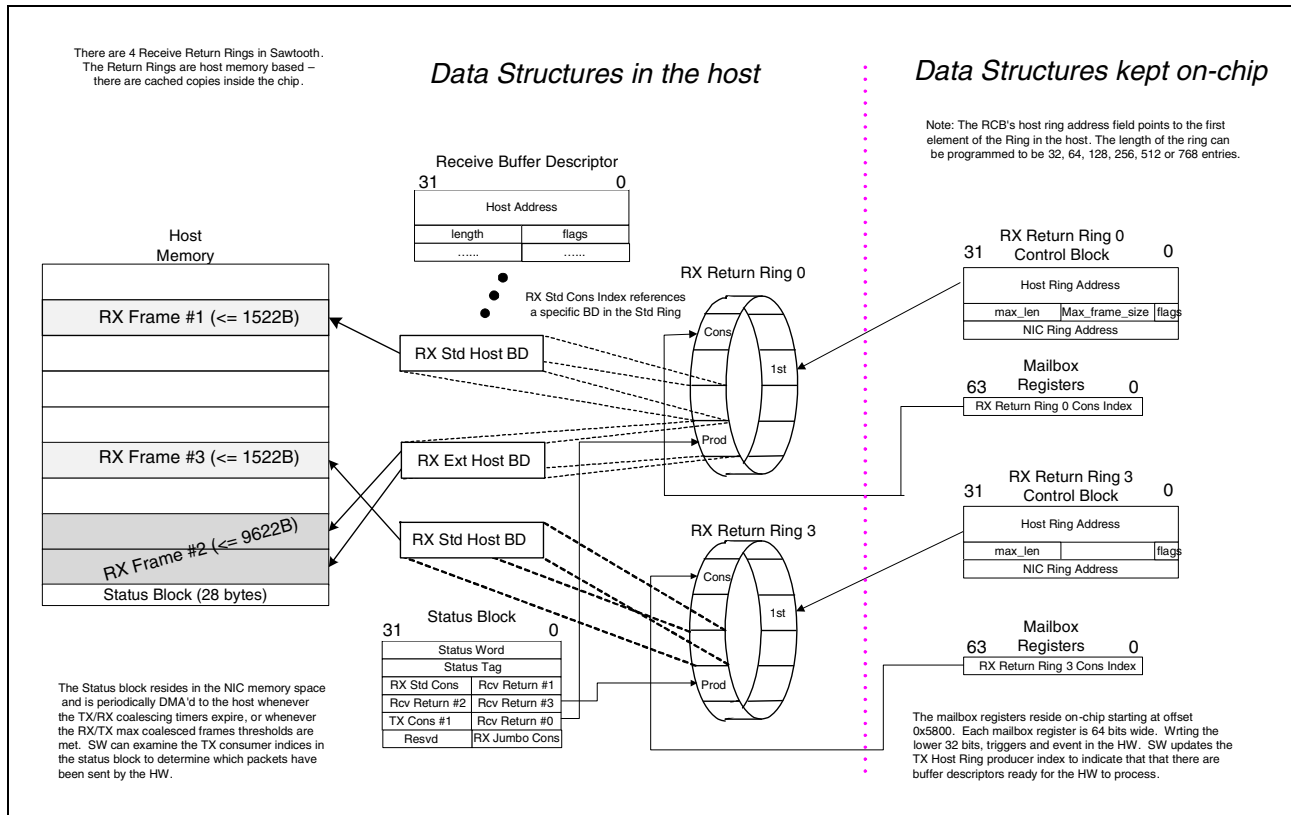 There are 4 Receive Return Rings in Sawtooth.
The Return Rings are host memory based –
there are cached copies inside the chip.
Data Structures in the host
Data Structures kept on-chip
Note: The RCB's host ring address field points to the first
element of the Ring in the host. The length of the ring can
be programmed to be 32, 64, 128, 256, 512 or 768 entries.
Receive Buffer Descriptor
31 0
Host Address
length flags
...... ......
Host
Memory
RX Frame #1 (<= 1522B)
RX Frame #3 (<= 1522B)
RX Frame #2 (<= 9622B)
Status Block (28 bytes)
RX Std Cons Index references
a specific BD in the Std Ring
RX Std Host BD
RX Ext Host BD
RX Std Host BD
RX Return Ring 0
Cons
1st
Prod
RX Return Ring 3
Cons
1st
Prod
RX Return Ring 0
31 Control Block 0
Host Ring Address
max_len Max_frame_size flags
NIC Ring Address
Mailbox
63 Registers 0
RX Return Ring 0 Cons Index
RX Return Ring 3
31 Control Block 0
Host Ring Address
max_len flags
NIC Ring Address
Mailbox
63 Registers 0
RX Return Ring 3 Cons Index
Status Block
31 0
Status Word
Status Tag
RX Std Cons Rcv Return #1
Rcv Return #2 Rcv Return #3
TX Cons #1 Rcv Return #0
Resvd RX Jumbo Cons
The Status block resides in the NIC memory space
and is periodically DMA'd to the host whenever
the TX/RX coalescing timers expire, or whenever
the RX/TX max coalesced frames thresholds are
met. SW can examine the TX consumer indices in
the status block to determine which packets have
been sent by the HW.
The mailbox registers reside on-chip starting at offset
0x5800. Each mailbox register is 64 bits wide. Wrting the
lower 32 bits, triggers and event in the HW. SW updates the
TX Host Ring producer index to indicate that that there are
buffer descriptors ready for the HW to process.